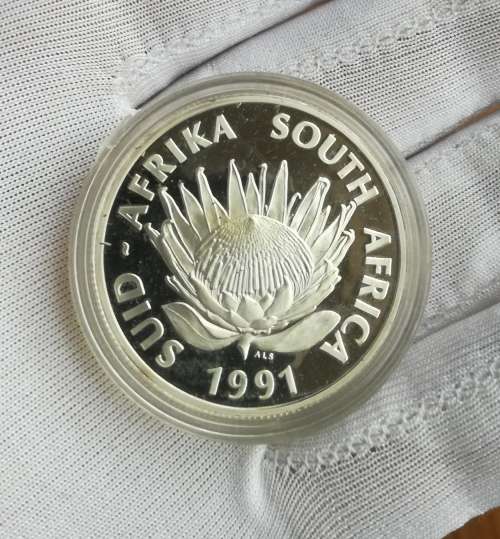 SUID - AFRIKA SOUTH AFRICA
ALS
1991